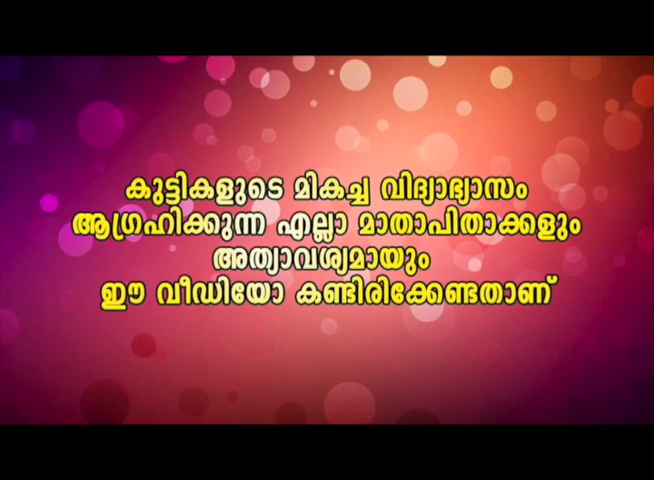 കുട്ടികളുടെ മികച്ച വിദ്യാഭ്യാസം
ആഗ്രഹിക്കുന്ന എല്ലാ മാതാപിതാക്കളും
അത്യാവശ്യമായും
ഈ വീഡിയോ കണ്ടിരിക്കേണ്ടതാണ്